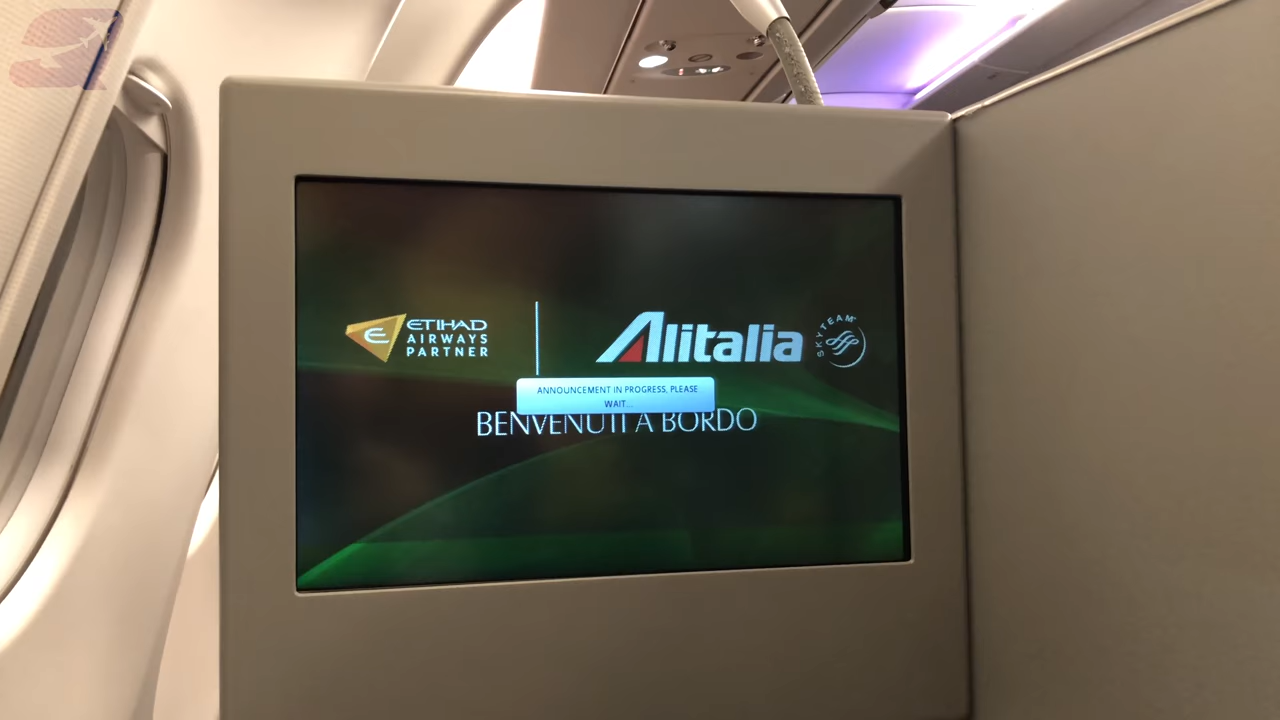 ETIHAD
AIRWAYS
PARTNER
Alitalia
SKYTEAM
ANNOUNCEMENT IN PROGRESS, PLEASE
WAIT...
BENVENUTI A BORDO